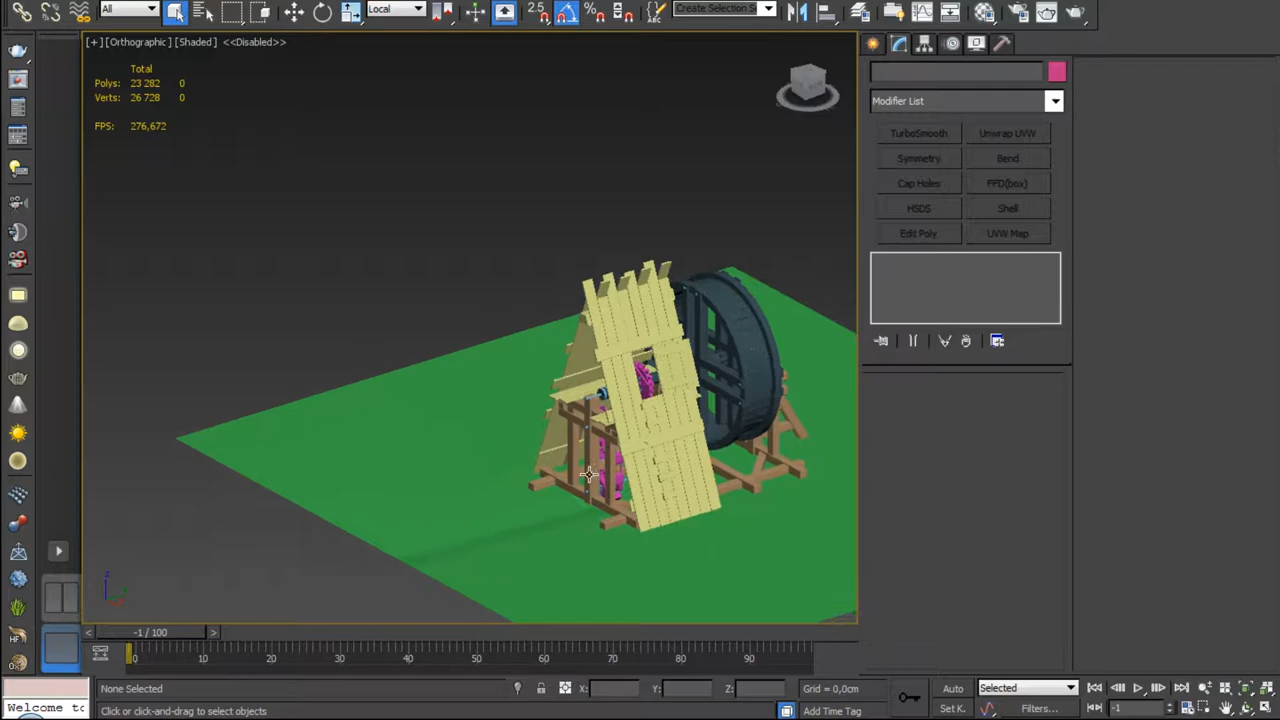 All
Local
2.5
Create Selection Se
[+] [Orthographic] [Shaded] <<Disabled>>
Total
Polys: 23 282 0
Verts: 26 728 0
FPS: 276,672
Modifier List
TurboSmooth Unwrap UVW
Symmetry Bend
Cap Holes FFD(box)
HSDS Shell
Edit Poly UVW Map
< -1 / 100 >
0 10 20 30 40 50 60 70 80 90
None Selected X: Y: Z: Grid = 0,0cm Auto Selected
Welcome to Click or click-and-drag to select objects Add Time Tag Set K. Filters... -1